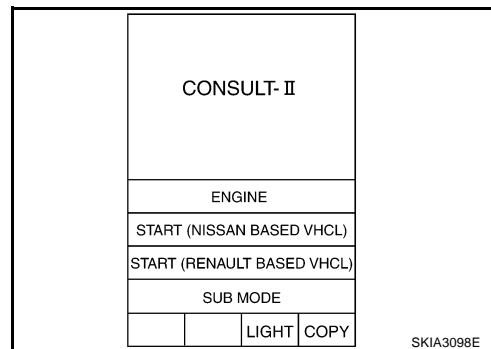 CONSULT-II
ENGINE
START (NISSAN BASED VHCL)
START (RENAULT BASED VHCL)
SUB MODE
LIGHT COPY
SKIA3098E